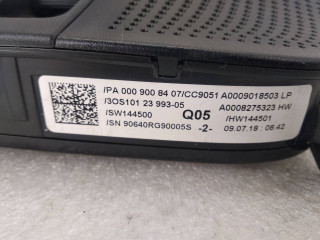 /PA 000 900 84 07/CC9051 A0009018503 LP
/3OS101 23 993-05 A0008275323 HW
/SW144500 Q05 /HW144501
/SN 90640RG90005S -2- 09.07.18 : 08:42